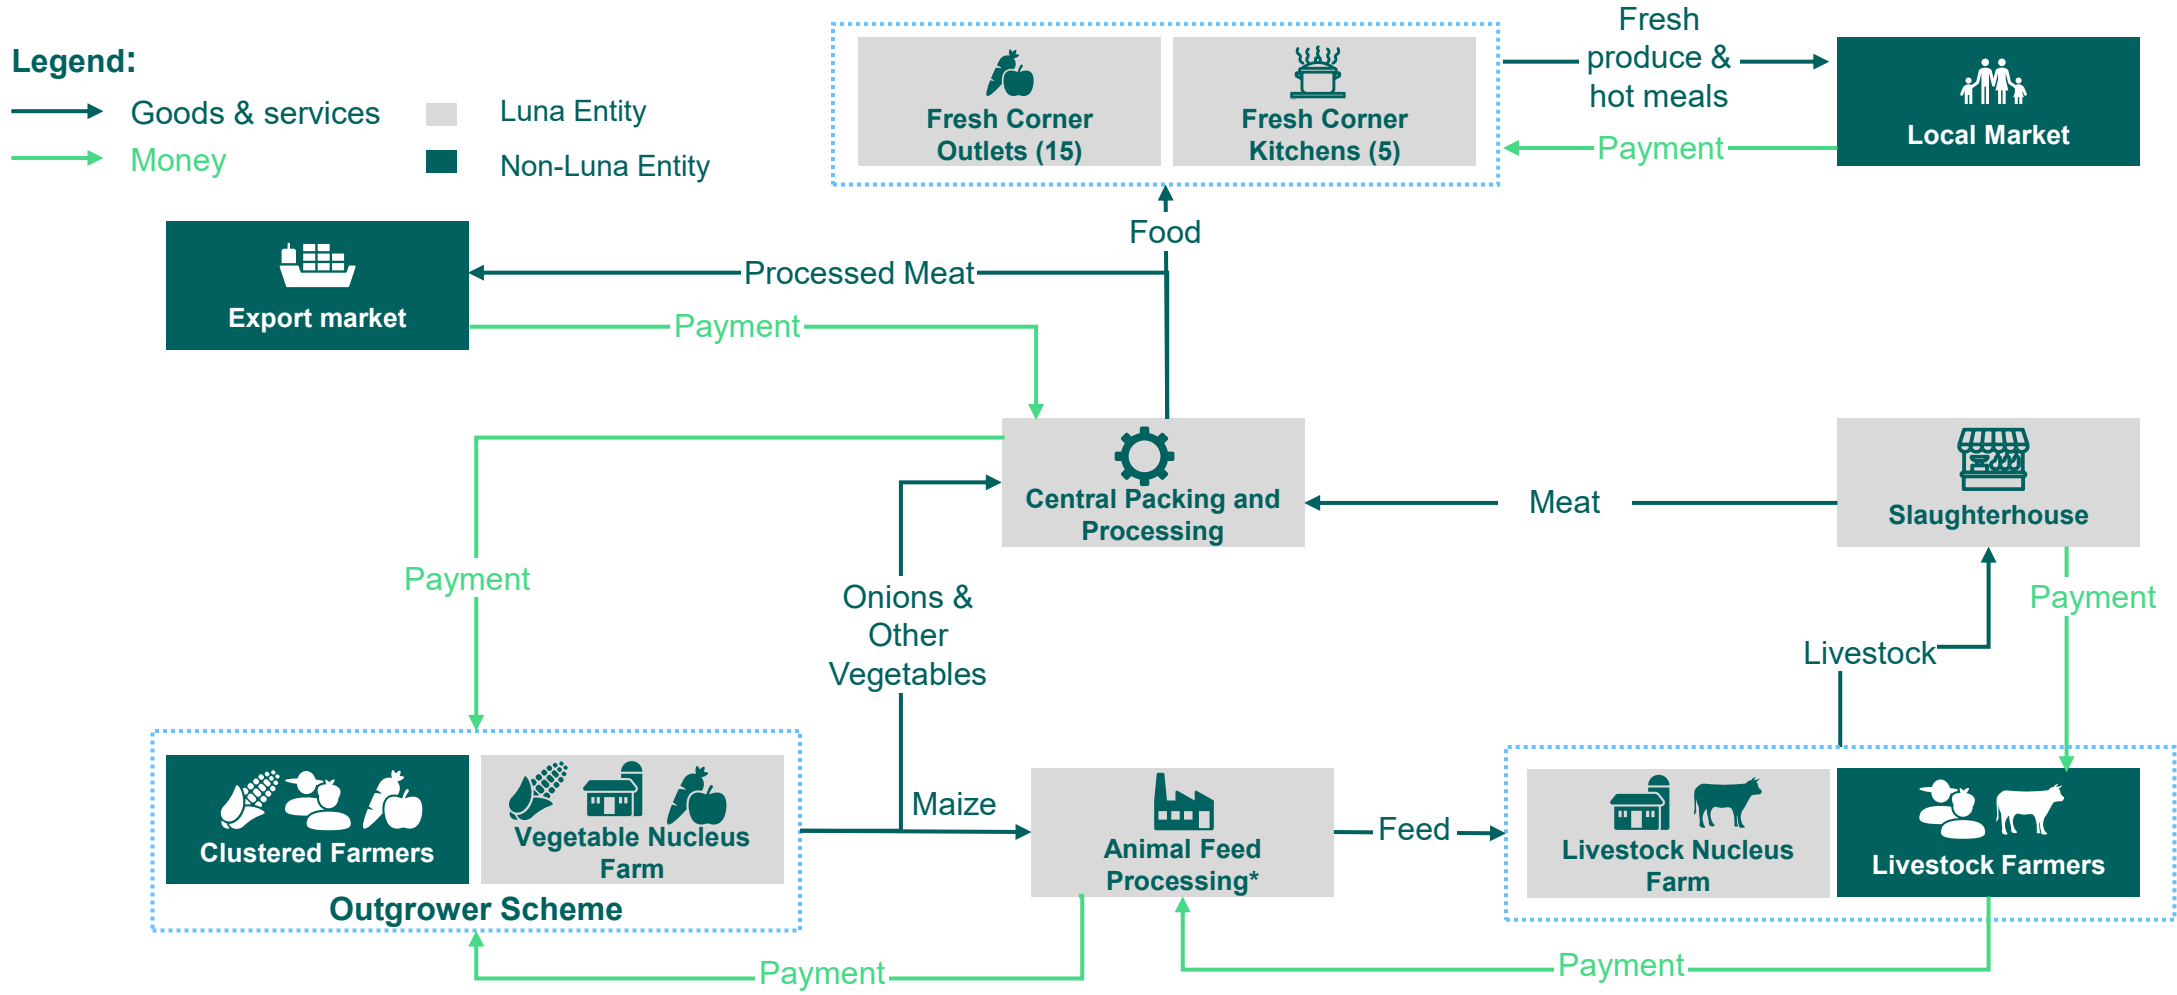 Legend:
Goods & services
Money
Luna Entity
Non-Luna Entity
Fresh Corner
Outlets (15)
Fresh Corner
Kitchens (5)
Fresh
produce &
hot meals
Payment
Local Market
Food
Processed Meat
Export market
Payment
Central Packing and
Processing
Meat
Slaughterhouse
Payment
Onions &
Other
Vegetables
Payment
Livestock
Clustered Farmers
Vegetable Nucleus
Farm
Outgrower Scheme
Maize
Animal Feed
Processing*
Feed
Livestock Nucleus
Farm
Livestock Farmers
Payment
Payment